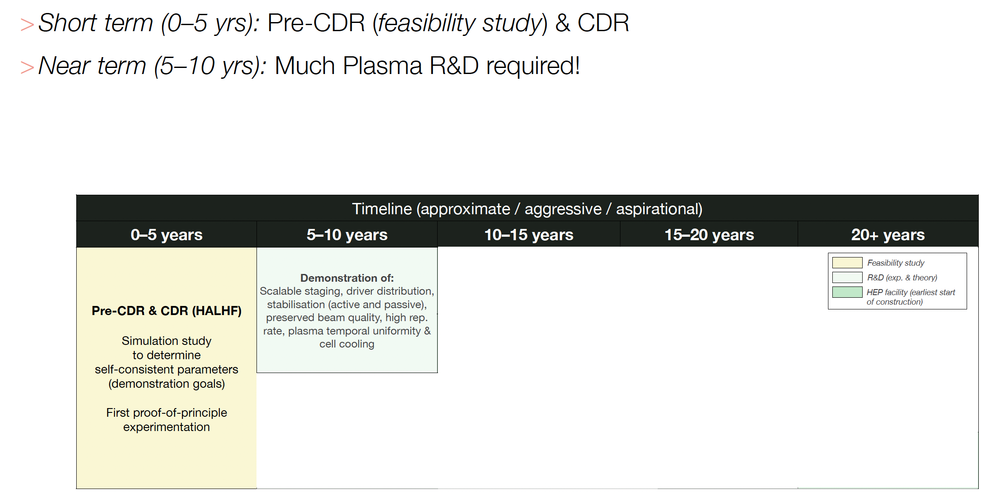 > Short term (0–5 yrs): Pre-CDR (feasibility study) & CDR
> Near term (5–10 yrs): Much Plasma R&D required!
Timeline (approximate / aggressive / aspirational)
0–5 years
5–10 years
10–15 years
15–20 years
20+ years
Pre-CDR & CDR (HALHF)
Simulation study
to determine
self-consistent parameters
(demonstration goals)
First proof-of-principle
experimentation
Demonstration of:
Scalable staging, driver distribution,
stabilisation (active and passive),
preserved beam quality, high rep.
rate, plasma temporal uniformity &
cell cooling
Feasibility study
R&D (exp. & theory)
HEP facility (earliest start
of construction)